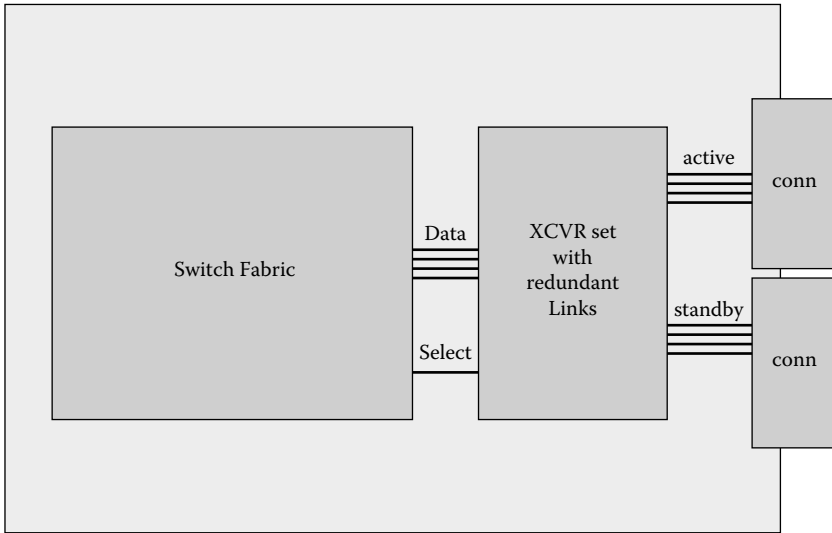 Switch Fabric
Data
Select
XCVR set
with
redundant
Links
active
standby
conn
conn